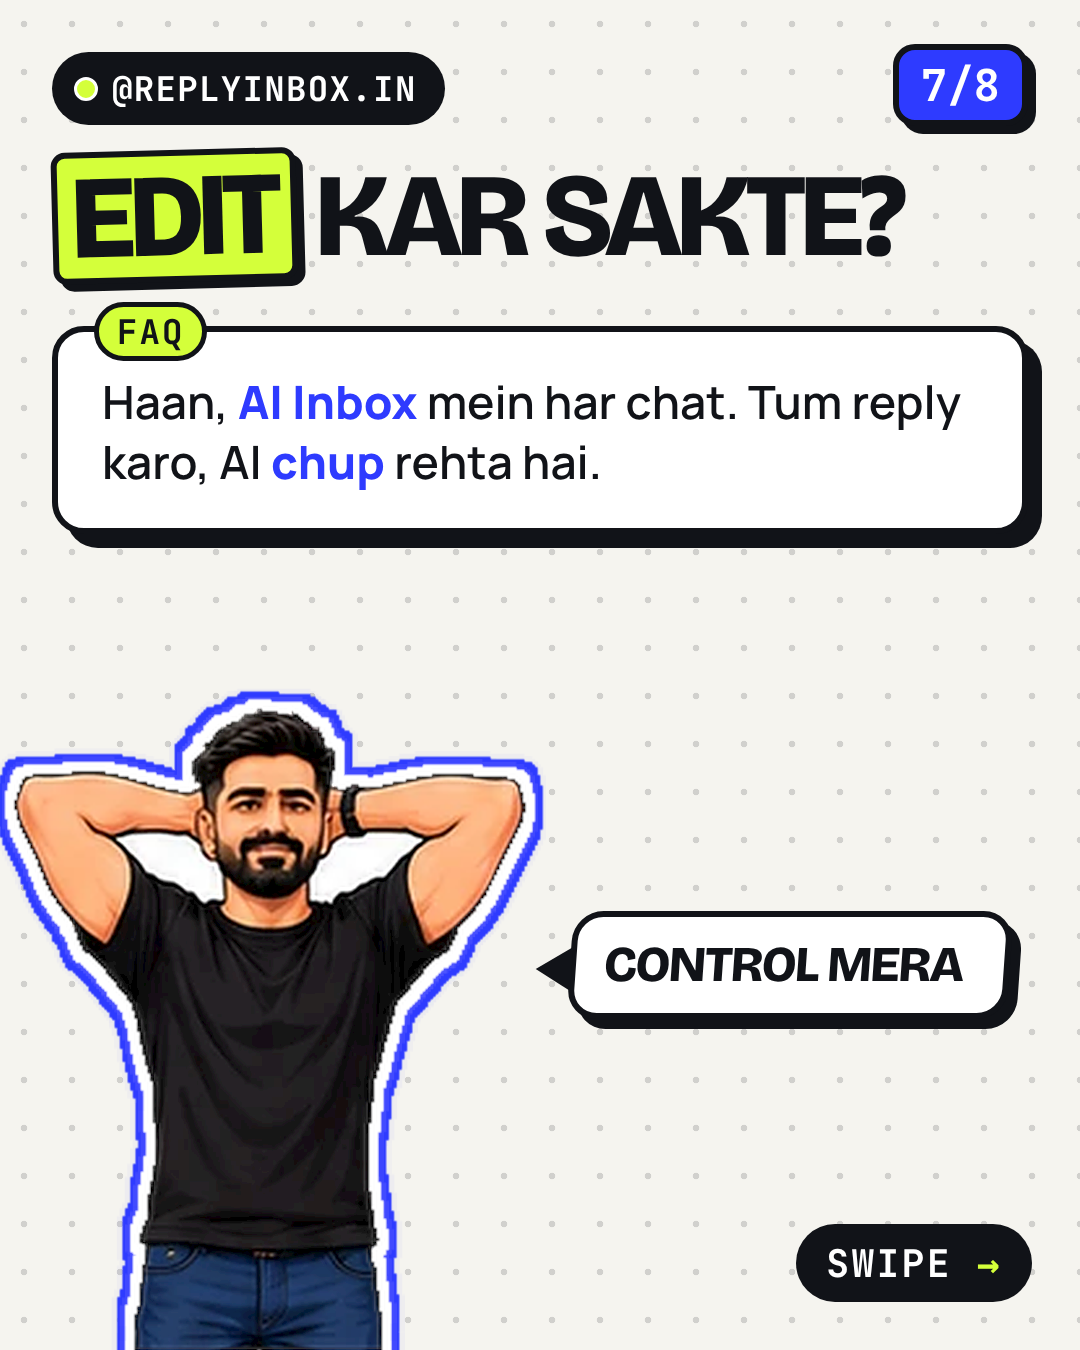 @REPLYINBOX.IN
7/8
EDIT KAR SAKTE?
FAQ
Haan, AI Inbox mein har chat. Tum reply
karo, AI chup rehta hai.
CONTROL MERA
SWIPE →